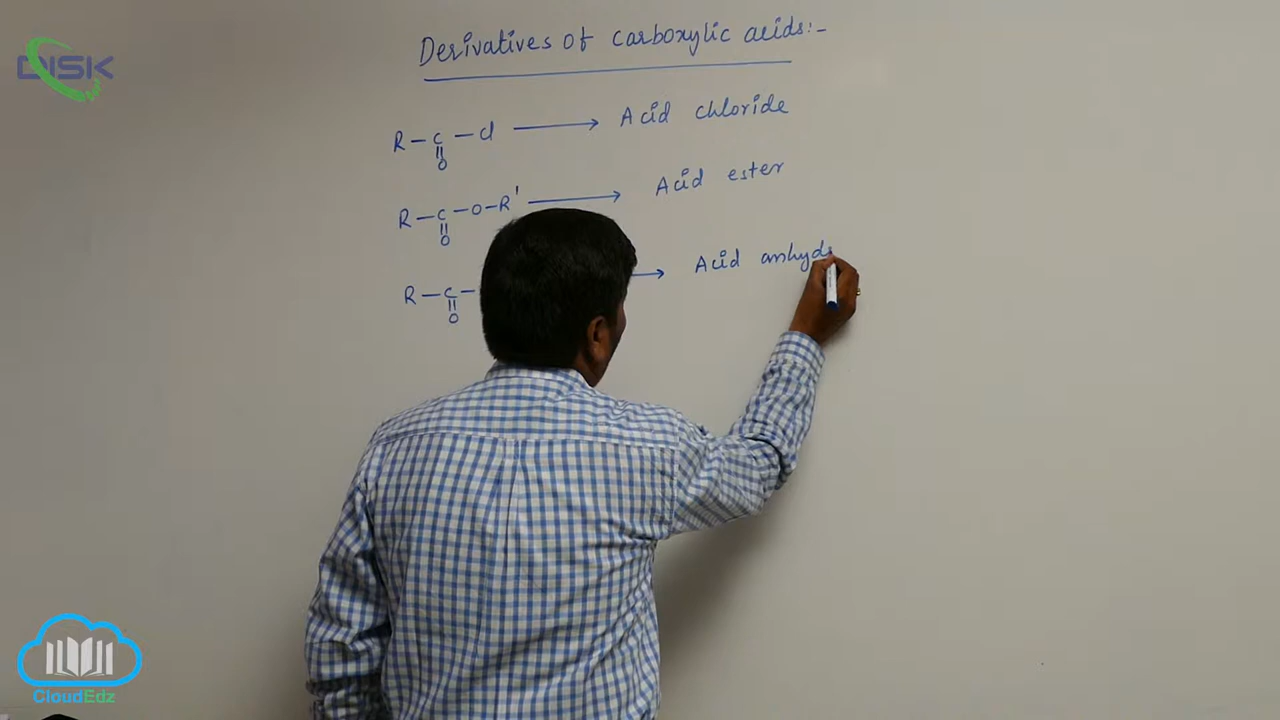 DISK
Derivatives of carboxylic acids:-
R-C-Cl → Acid chloride
O
R-C-O-R' → Acid ester
O
R-C- → Acid anhyd
O
CloudEdz